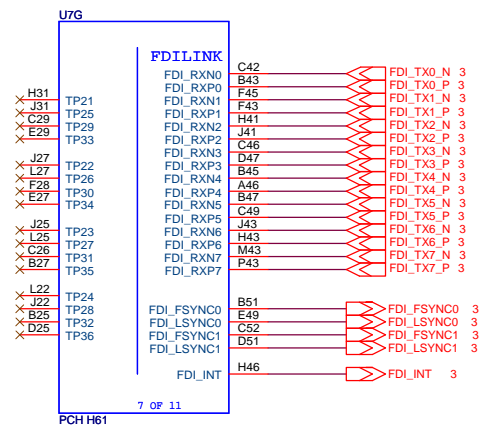 U7G
FDILINK
H31 TP21
J31 TP25
C29 TP29
E29 TP33
J27 TP22
L27 TP26
F28 TP30
E27 TP34
J25 TP23
L25 TP27
C26 TP31
B27 TP35
L22 TP24
J22 TP28
B25 TP32
D25 TP36
FDI_RXN0 C42 FDI_TX0_N 3
FDI_RXP0 B43 FDI_TX0_P 3
FDI_RXN1 F45 FDI_TX1_N 3
FDI_RXP1 F43 FDI_TX1_P 3
FDI_RXN2 H41 FDI_TX2_N 3
FDI_RXP2 J41 FDI_TX2_P 3
FDI_RXN3 C46 FDI_TX3_N 3
FDI_RXP3 D47 FDI_TX3_P 3
FDI_RXN4 B45 FDI_TX4_N 3
FDI_RXP4 A46 FDI_TX4_P 3
FDI_RXN5 B47 FDI_TX5_N 3
FDI_RXP5 C49 FDI_TX5_P 3
FDI_RXN6 J43 FDI_TX6_N 3
FDI_RXP6 H43 FDI_TX6_P 3
FDI_RXN7 M43 FDI_TX7_N 3
FDI_RXP7 P43 FDI_TX7_P 3
FDI_FSYNC0 B51 FDI_FSYNC0 3
FDI_LSYNC0 E49 FDI_LSYNC0 3
FDI_FSYNC1 C52 FDI_FSYNC1 3
FDI_LSYNC1 D51 FDI_LSYNC1 3
FDI_INT H46 FDI_INT 3
7 OF 11
PCH H61